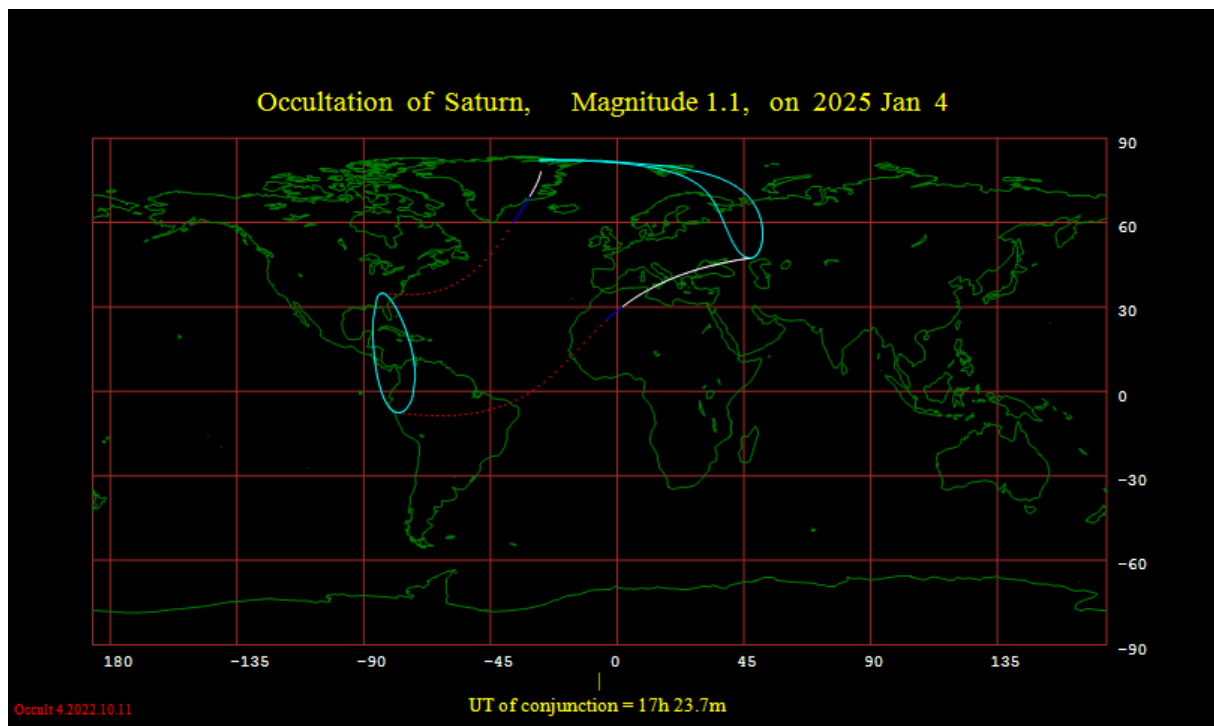 Occultation of Saturn, Magnitude 1.1, on 2025 Jan 4
90
60
30
0
-30
-60
-90
180 -135 -90 -45 0 45 90 135
UT of conjunction = 17h 23.7m
Occult 4.2022.10.11